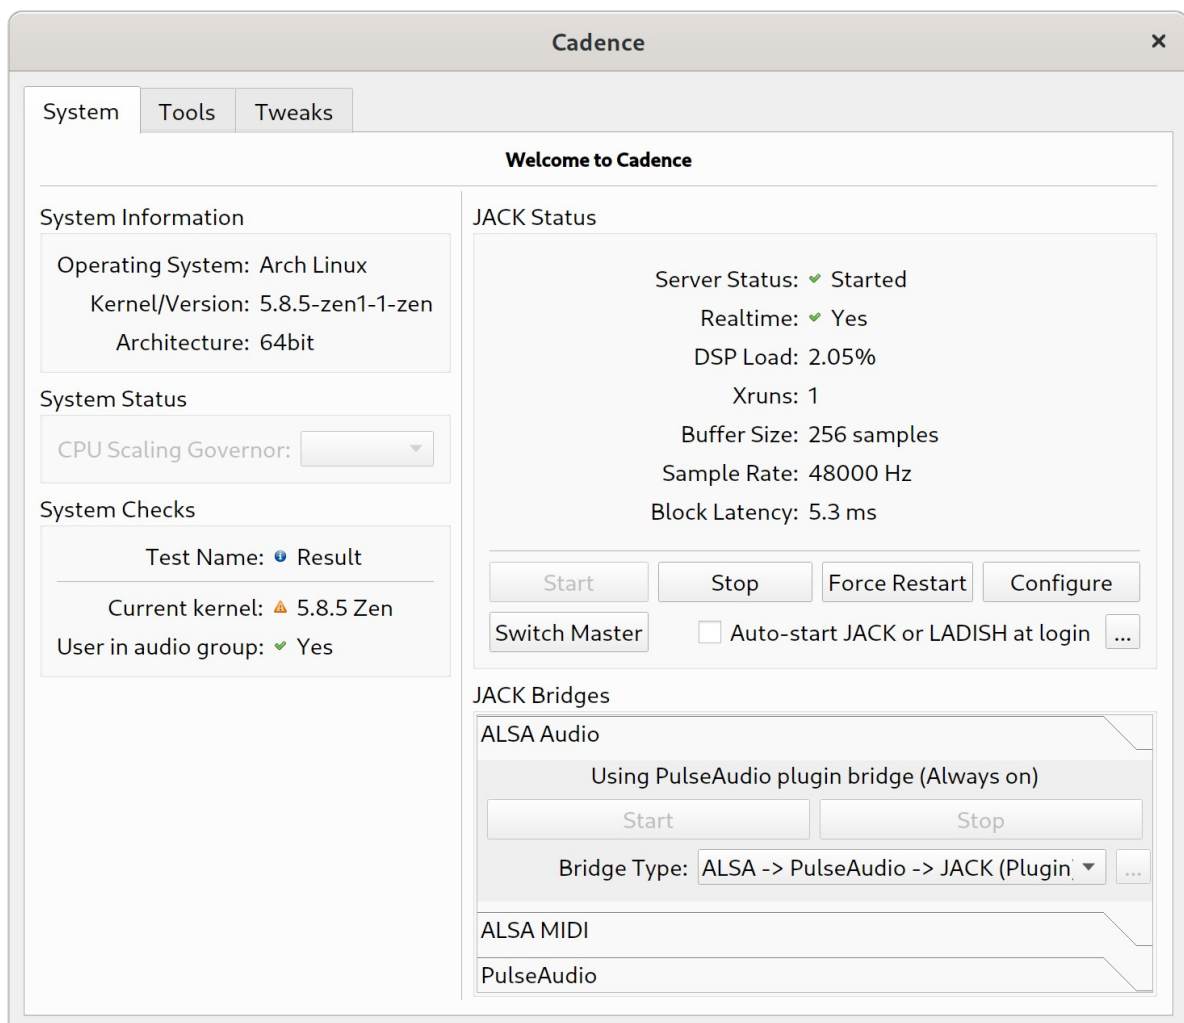 Cadence
System
Tools
Tweaks
Welcome to Cadence
System Information
Operating System: Arch Linux
Kernel/Version: 5.8.5-zen1-1-zen
Architecture: 64bit
System Status
CPU Scaling Governor:
System Checks
Test Name: Result
Current kernel: 5.8.5 Zen
User in audio group: Yes
JACK Status
Server Status: Started
Realtime: Yes
DSP Load: 2.05%
Xruns: 1
Buffer Size: 256 samples
Sample Rate: 48000 Hz
Block Latency: 5.3 ms
Start
Stop
Force Restart
Configure
Switch Master
Auto-start JACK or LADISH at login
...
JACK Bridges
ALSA Audio
Using PulseAudio plugin bridge (Always on)
Start
Stop
Bridge Type: ALSA -> PulseAudio -> JACK (Plugin)
...
ALSA MIDI
PulseAudio